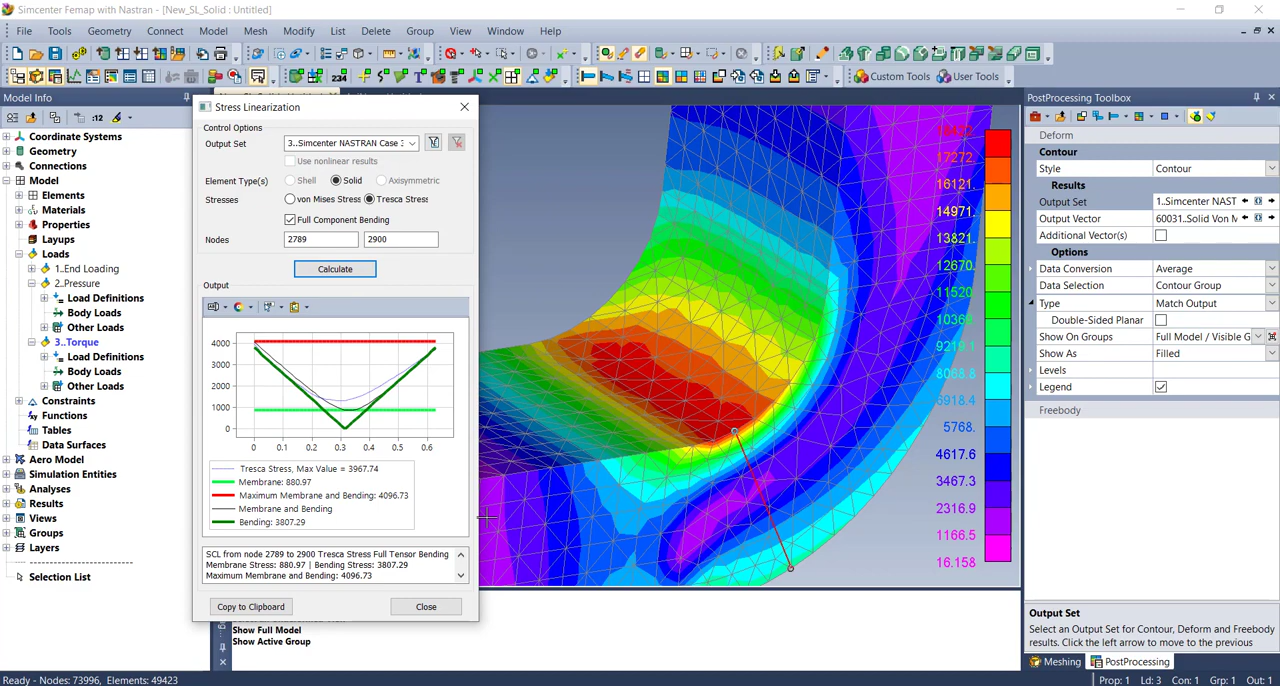 Simcenter Femap with Nastran - [New_SL_Solid : Untitled]
File Tools Geometry Connect Model Mesh Modify List Delete Group View Window Help
Custom Tools User Tools
Model Info
:12
Coordinate Systems
Geometry
Connections
Model
Elements
Materials
Properties
Layups
Loads
1..End Loading
2..Pressure
Load Definitions
Body Loads
Other Loads
3..Torque
Load Definitions
Body Loads
Other Loads
Constraints
Functions
Tables
Data Surfaces
Aero Model
Simulation Entities
Analyses
Results
Views
Groups
Layers
Selection List
Stress Linearization
Control Options
Output Set 3..Simcenter NASTRAN Case 3
Use nonlinear results
Element Type(s) Shell Solid Axisymmetric
Stresses von Mises Stress Tresca Stress
Full Component Bending
Nodes 2789 2900
Calculate
Output
4000
3000
2000
1000
0
0 0.1 0.2 0.3 0.4 0.5 0.6
Tresca Stress, Max Value = 3967.74
Membrane: 880.97
Maximum Membrane and Bending: 4096.73
Membrane and Bending
Bending: 3807.29
SCL from node 2789 to 2900 Tresca Stress Full Tensor Bending
Membrane Stress: 880.97 | Bending Stress: 3807.29
Maximum Membrane and Bending: 4096.73
Copy to Clipboard Close
17272.
16121.
14971.
13821.
12670.
11520.
10369.
9219.1
8068.8
6918.4
5768.
4617.6
3467.3
2316.9
1166.5
16.158
Show Full Model
Show Active Group
PostProcessing Toolbox
Deform
Contour
Style Contour
Results
Output Set 1..Simcenter NAST
Output Vector 60031..Solid Von M
Additional Vector(s)
Options
Data Conversion Average
Data Selection Contour Group
Type Match Output
Double-Sided Planar
Show On Groups Full Model / Visible G
Show As Filled
Levels
Legend
Freebody
Output Set
Select an Output Set for Contour, Deform and Freebody
results. Click the left arrow to move to the previous
Meshing PostProcessing
Ready - Nodes: 73996, Elements: 49423
Prop: 1 Ld: 3 Con: 1 Grp: 1 Out: 1